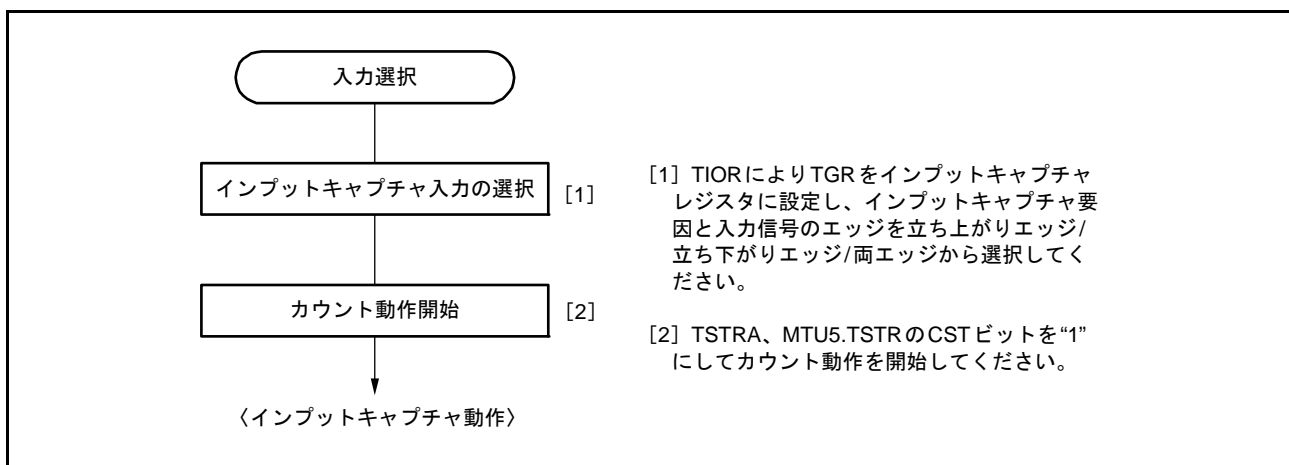 入力選択
インプットキャプチャ入力の選択 [1]
カウント動作開始 [2]
〈インプットキャプチャ動作〉
[1] TIORによりTGRをインプットキャプチャ
レジスタに設定し、インプットキャプチャ要
因と入力信号のエッジを立ち上がりエッジ/
立ち下がりエッジ/両エッジから選択してく
ださい。
[2] TSTRA、MTU5.TSTRのCSTビットを“1”
にしてカウント動作を開始してください。